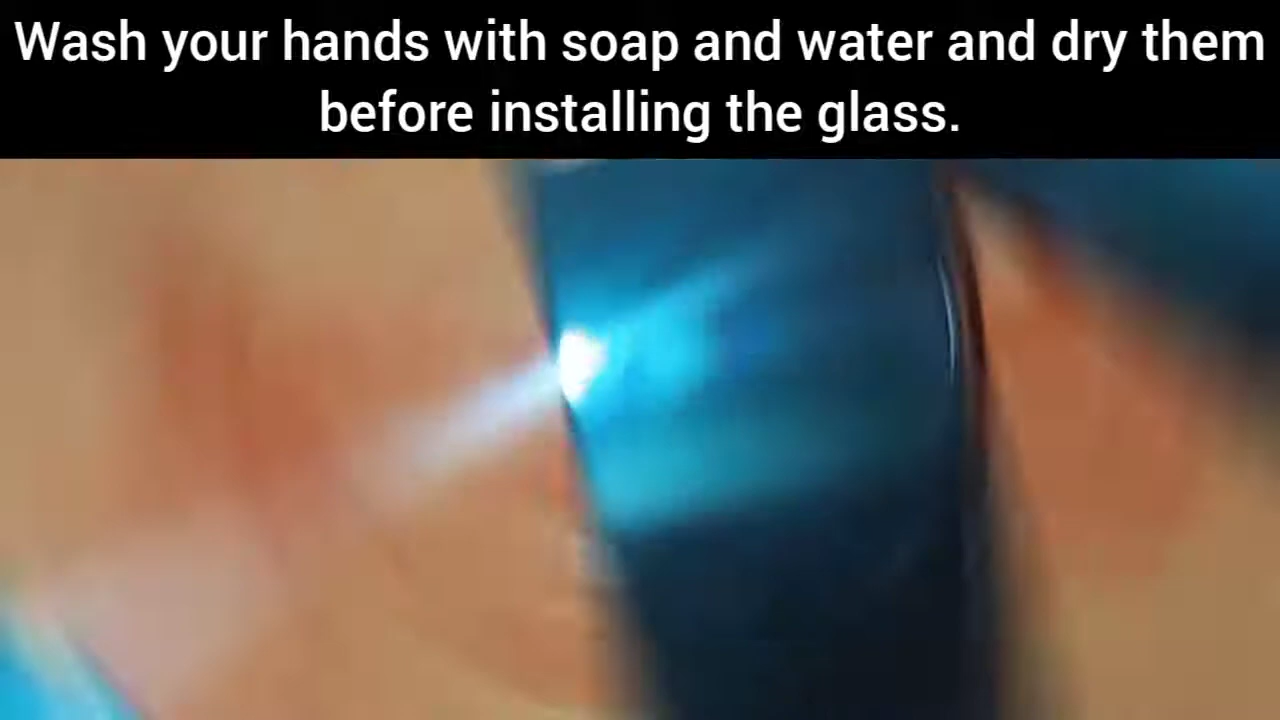 Wash your hands with soap and water and dry them
before installing the glass.